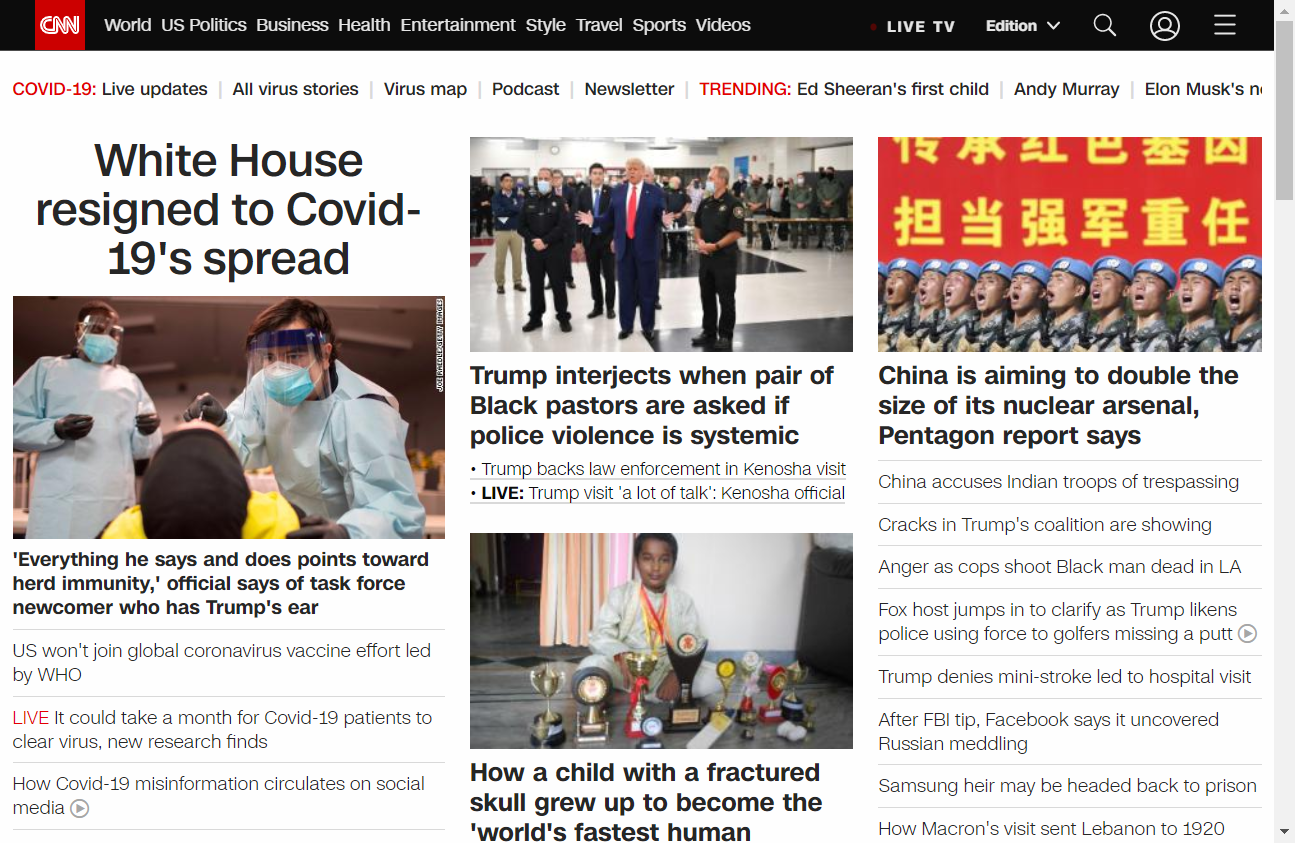 CNN World US Politics Business Health Entertainment Style Travel Sports Videos LIVE TV Edition
COVID-19: Live updates All virus stories Virus map Podcast Newsletter TRENDING: Ed Sheeran's first child Andy Murray Elon Musk's
White House
resigned to Covid-
19's spread
'Everything he says and does points toward
herd immunity,' official says of task force
newcomer who has Trump's ear
US won't join global coronavirus vaccine effort led
by WHO
LIVE It could take a month for Covid-19 patients to
clear virus, new research finds
How Covid-19 misinformation circulates on social
media
Trump interjects when pair of
Black pastors are asked if
police violence is systemic
• Trump backs law enforcement in Kenosha visit
• LIVE: Trump visit 'a lot of talk': Kenosha official
How a child with a fractured
skull grew up to become the
'world's fastest human
传承红色基因
担当强军重任
China is aiming to double the
size of its nuclear arsenal,
Pentagon report says
China accuses Indian troops of trespassing
Cracks in Trump's coalition are showing
Anger as cops shoot Black man dead in LA
Fox host jumps in to clarify as Trump likens
police using force to golfers missing a putt
Trump denies mini-stroke led to hospital visit
After FBI tip, Facebook says it uncovered
Russian meddling
Samsung heir may be headed back to prison
How Macron's visit sent Lebanon to 1920